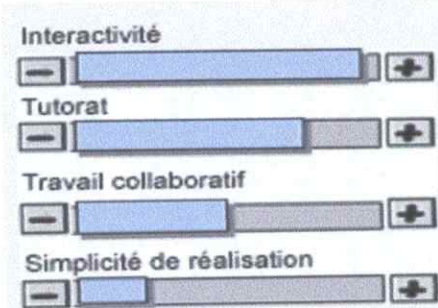 Interactivité
Tutorat
Travail collaboratif
Simplicité de réalisation